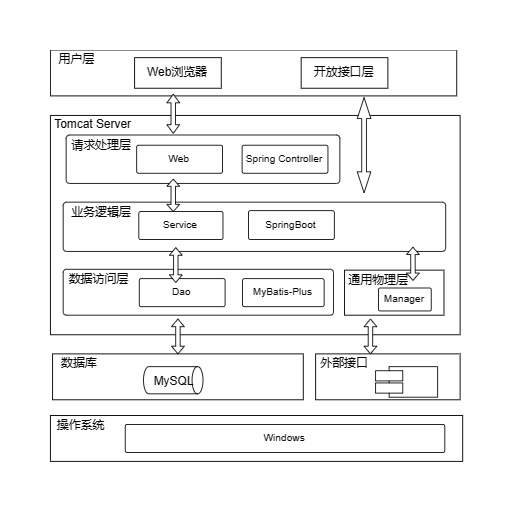 用户层
Web浏览器
开放接口层
Tomcat Server
请求处理层
Web
Spring Controller
业务逻辑层
Service
SpringBoot
数据访问层
Dao
MyBatis-Plus
通用物理层
Manager
数据库
MySQL
外部接口
操作系统
Windows